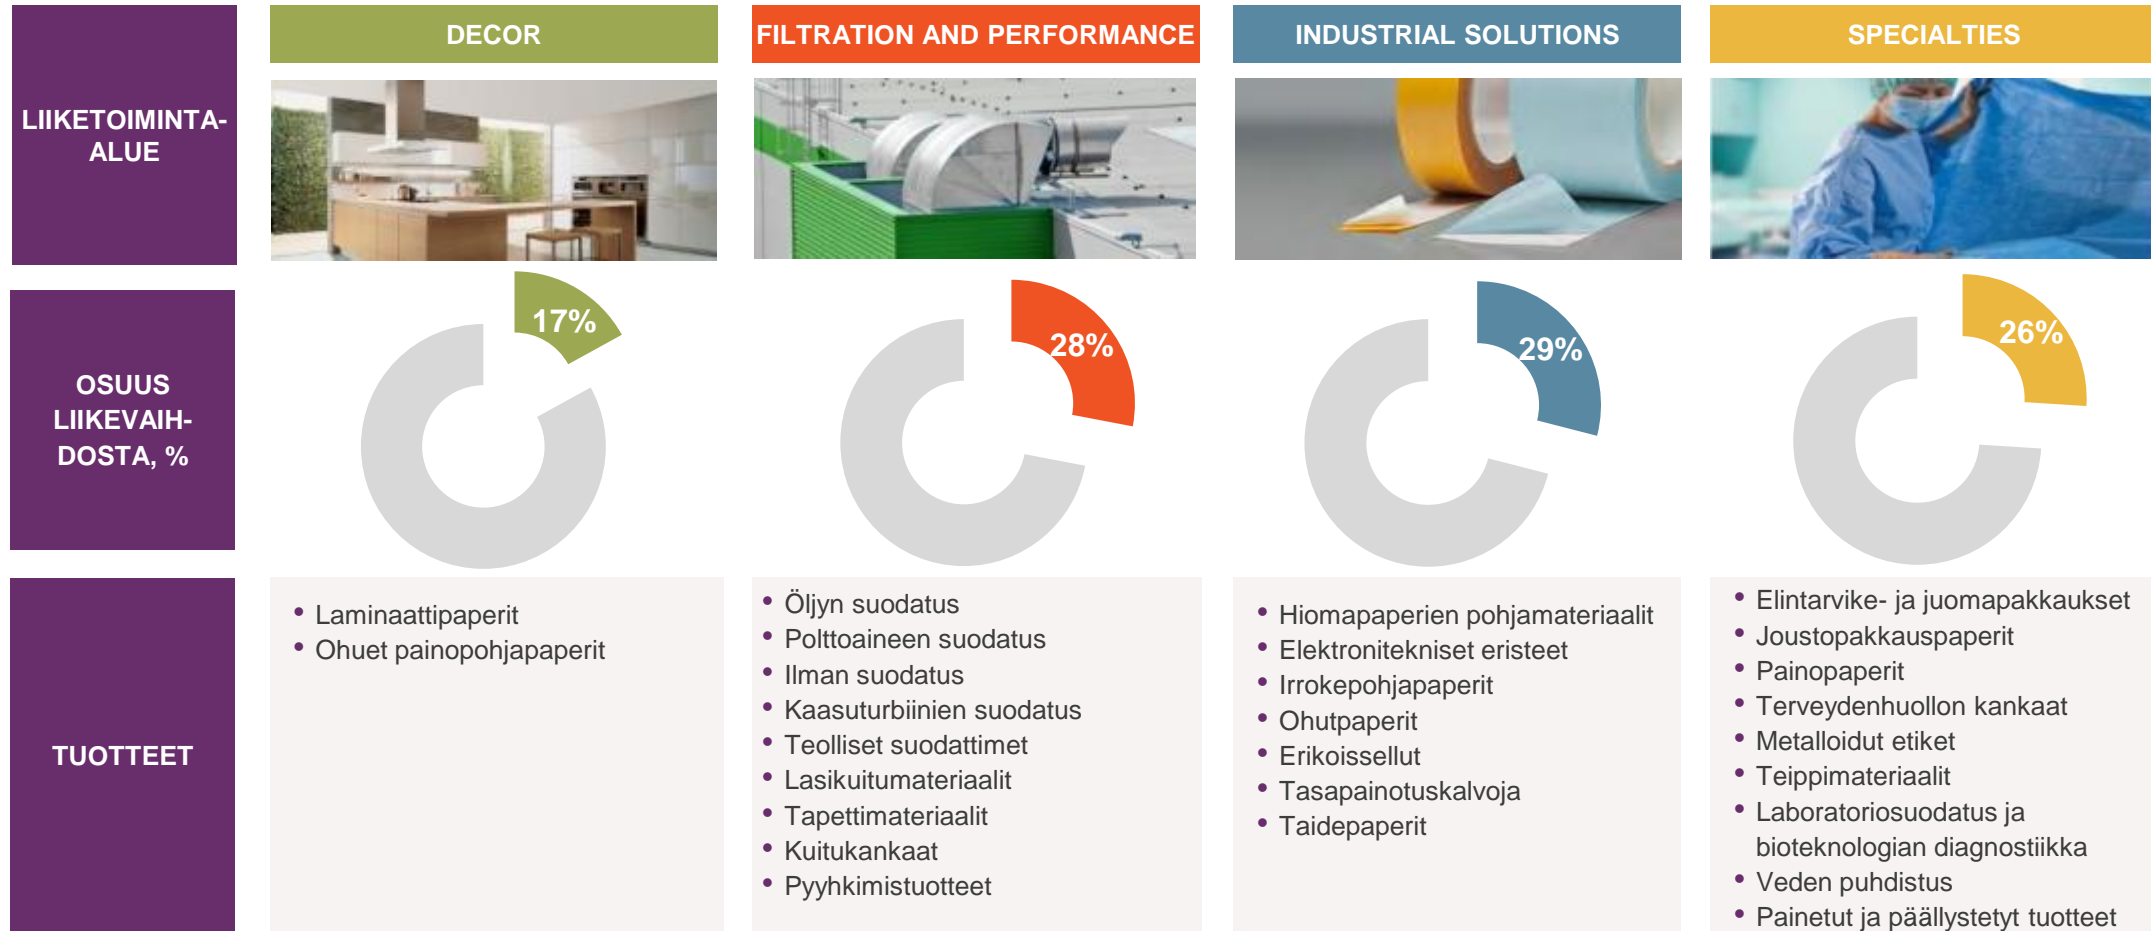 LIIKETOIMINTA-
ALUE
DECOR
FILTRATION AND PERFORMANCE
INDUSTRIAL SOLUTIONS
SPECIALTIES
OSUUS
LIIKEVAIH-
DOSTA, %
17%
28%
29%
26%
TUOTTEET
• Laminaattipaperit
• Ohuet painopohjapaperit
• Öljyn suodatus
• Polttoaineen suodatus
• Ilman suodatus
• Kaasuturbiinien suodatus
• Teolliset suodattimet
• Lasikuitumateriaalit
• Tapettimateriaalit
• Kuitukankaat
• Pyyhkimistuotteet
• Hiomapaperien pohjamateriaalit
• Elektronitekniset eristeet
• Irrokepohjapaperit
• Ohutpaperit
• Erikoissellut
• Tasapainotuskalvoja
• Taidepaperit
• Elintarvike- ja juomapakkaukset
• Joustopakkauspaperit
• Painopaperit
• Terveydenhuollon kankaat
• Metalloidut etiket
• Teippimateriaalit
• Laboratoriosuodatus ja
bioteknologian diagnostiikka
• Veden puhdistus
• Painetut ja päällystetyt tuotteet